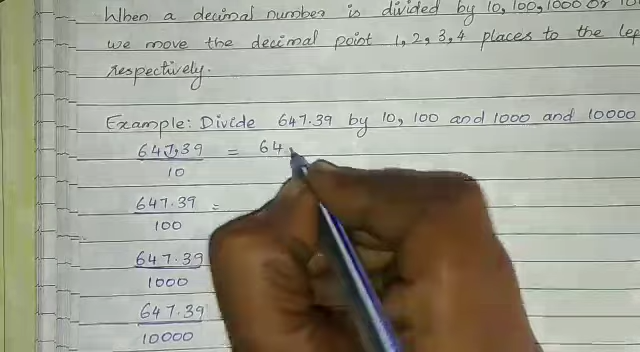 When a decimal number is divided by 10, 100, 1000 or
we move the decimal point 1, 2, 3, 4 places to the
respectively.
Example: Divide 647.39 by 10, 100 and 1000 and 10000
647.39 = 64
10
647.39 =
100
647.39
1000
647.39
10000